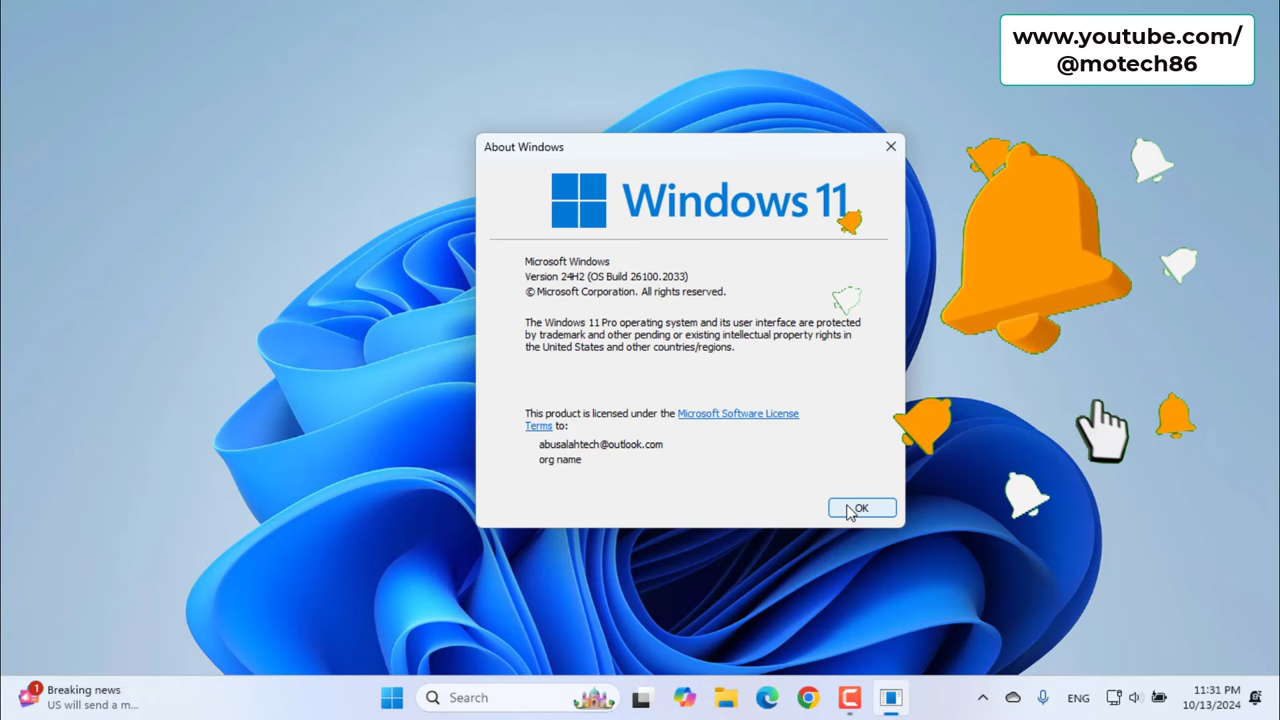 www.youtube.com/
@motech86
About Windows
Windows 11
Microsoft Windows
Version 24H2 (OS Build 26100.2033)
© Microsoft Corporation. All rights reserved.
The Windows 11 Pro operating system and its user interface are protected
by trademark and other pending or existing intellectual property rights in
the United States and other countries/regions.
This product is licensed under the Microsoft Software License
Terms to:
abusalahtech@outlook.com
org name
OK
1
Breaking news
US will send a m...
Search
ENG
11:31 PM
10/13/2024